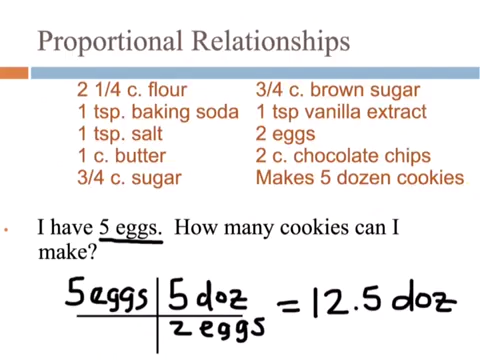 Proportional Relationships
2 1/4 c. flour
1 tsp. baking soda
1 tsp. salt
1 c. butter
3/4 c. sugar
3/4 c. brown sugar
1 tsp vanilla extract
2 eggs
2 c. chocolate chips
Makes 5 dozen cookies
I have 5 eggs. How many cookies can I
make?
5 eggs | 5 doz = 12.5 doz
2 eggs